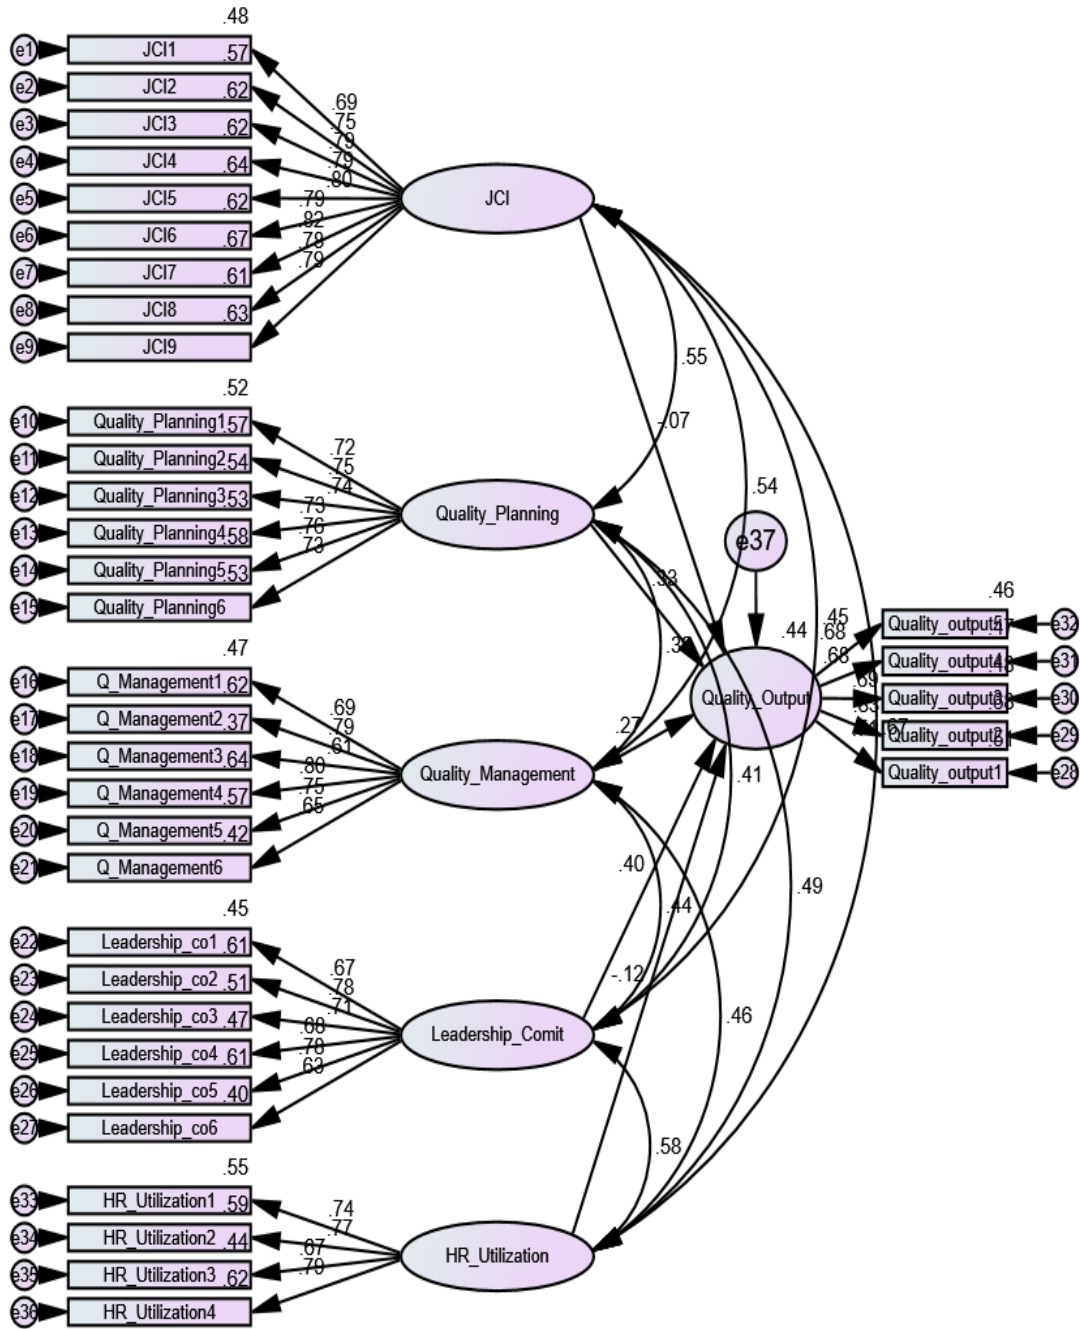 .48
e1 JCI1 .57
e2 JCI2 .62
e3 JCI3 .62
e4 JCI4 .64
e5 JCI5 .62
e6 JCI6 .67
e7 JCI7 .61
e8 JCI8 .63
e9 JCI9
.69
.75
.79
.79
.80
.79
.82
.78
.79
JCI
.55
-.07
.54
.52
e10 Quality_Planning1 .57
e11 Quality_Planning2 .54
e12 Quality_Planning3 .53
e13 Quality_Planning4 .58
e14 Quality_Planning5 .53
e15 Quality_Planning6
.72
.75
.74
.73
.76
.73
Quality_Planning
e37
.33
.44
.45
.68
.68
.69
.67
.46
Quality_output5 e32
Quality_output4 e31
Quality_output3 e30
Quality_output2 e29
Quality_output1 e28
Quality_Output
.47
e16 Q_Management1 .62
e17 Q_Management2 .37
e18 Q_Management3 .64
e19 Q_Management4 .57
e20 Q_Management5 .42
e21 Q_Management6
.69
.79
.61
.80
.75
.65
Quality_Management
.27
.41
.40
.44
.49
-.12
.46
.45
e22 Leadership_co1 .61
e23 Leadership_co2 .51
e24 Leadership_co3 .47
e25 Leadership_co4 .61
e26 Leadership_co5 .40
e27 Leadership_co6
.67
.78
.71
.68
.78
.63
Leadership_Comit
.58
.55
e33 HR_Utilization1 .59
e34 HR_Utilization2 .44
e35 HR_Utilization3 .62
e36 HR_Utilization4
.74
.77
.67
.79
HR_Utilization